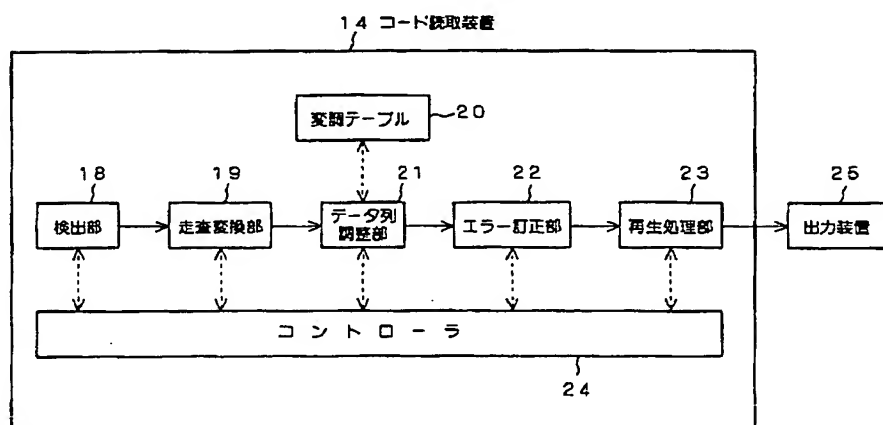 14 コード読取装置
変調テーブル
20
18
19
21
22
23
25
検出部
走査変換部
データ列
調整部
エラー訂正部
再生処理部
出力装置
コントローラ
24